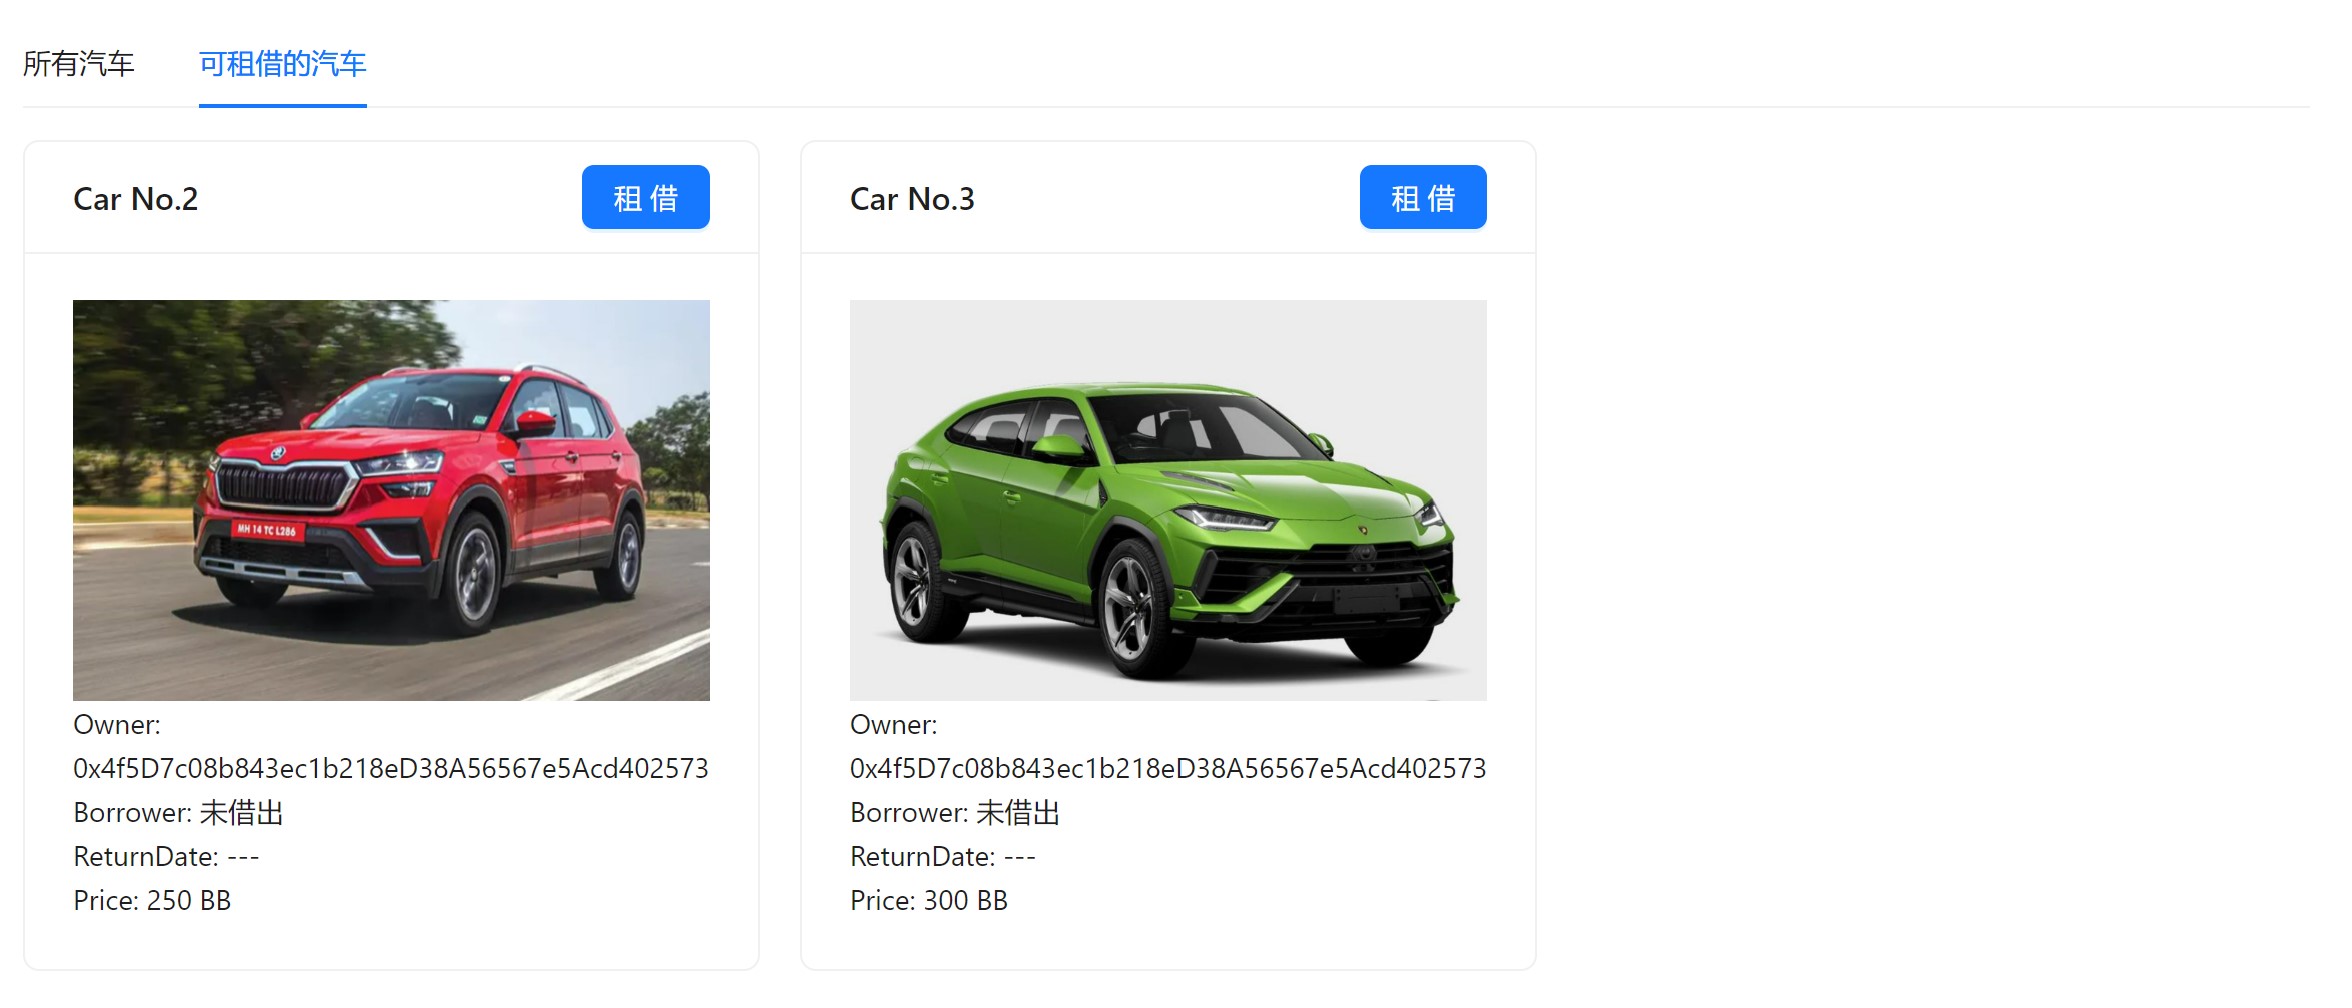 所有汽车
可租借的汽车
Car No.2
租 借
MH 14 TC L286
Owner:
0x4f5D7c08b843ec1b218eD38A56567e5Acd402573
Borrower: 未借出
ReturnDate: ---
Price: 250 BB
Car No.3
租 借
Owner:
0x4f5D7c08b843ec1b218eD38A56567e5Acd402573
Borrower: 未借出
ReturnDate: ---
Price: 300 BB